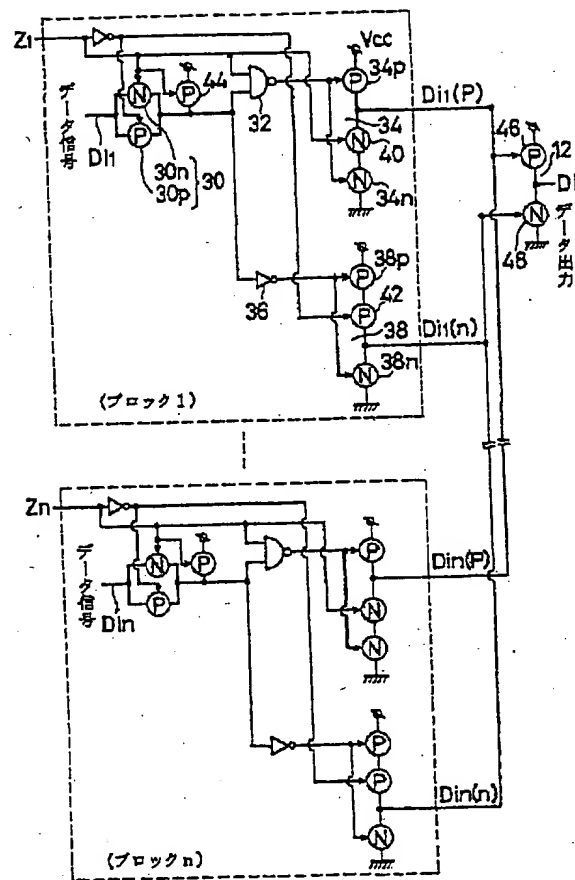 Z1
Vcc
44
34p
Di1(P)
32
データ信号
34
46
12
30n
30
40
Di1
30p
34n
DI
48
データ出力
38p
36
42
38
Di1(n)
38n
(ブロック1)
Zn
データ信号
Din(P)
Din
Din(n)
(ブロックn)
P
N